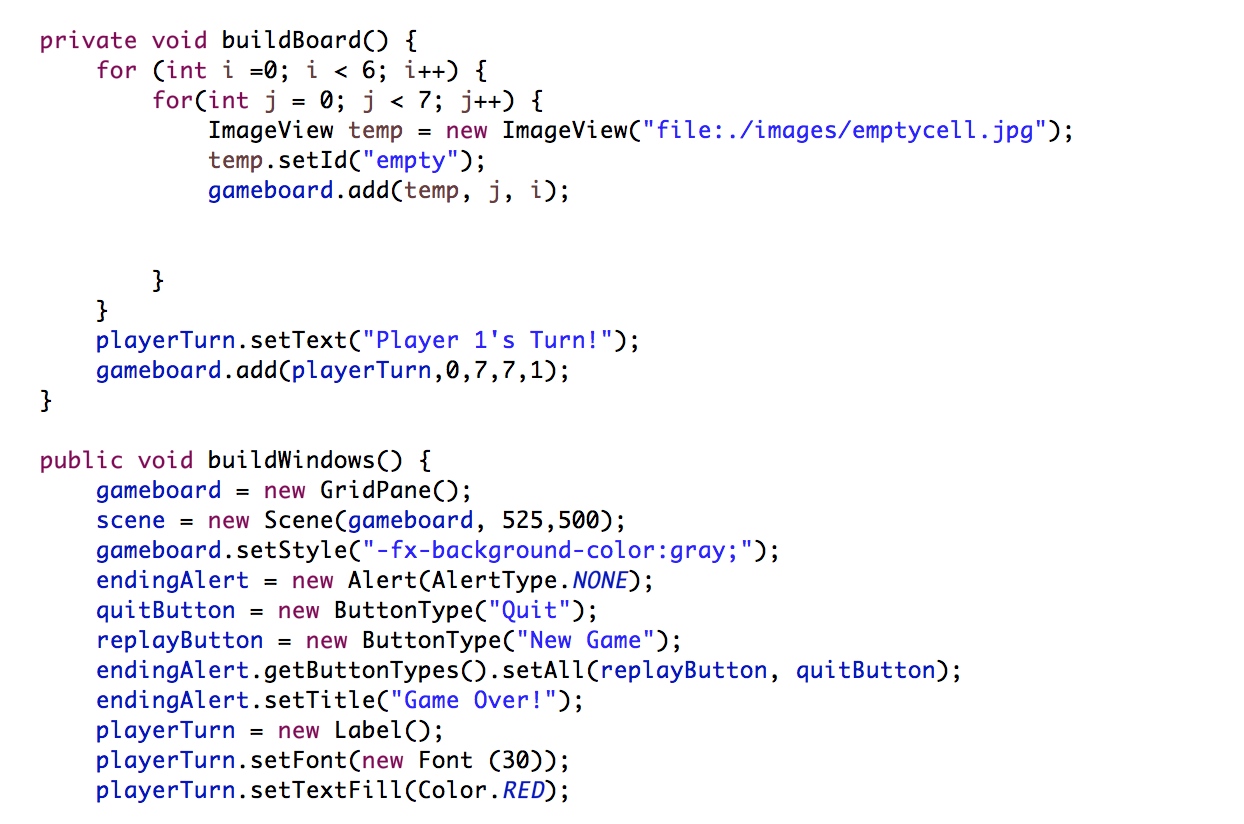 private void buildBoard() {
    for (int i =0; i < 6; i++) {
        for(int j = 0; j < 7; j++) {
            ImageView temp = new ImageView("file:./images/emptycell.jpg");
            temp.setId("empty");
            gameboard.add(temp, j, i);
        }
    }
    playerTurn.setText("Player 1's Turn!");
    gameboard.add(playerTurn,0,7,7,1);
}
public void buildWindows() {
    gameboard = new GridPane();
    scene = new Scene(gameboard, 525,500);
    gameboard.setStyle("-fx-background-color:gray;");
    endingAlert = new Alert(AlertType.NONE);
    quitButton = new ButtonType("Quit");
    replayButton = new ButtonType("New Game");
    endingAlert.getButtonTypes().setAll(replayButton, quitButton);
    endingAlert.setTitle("Game Over!");
    playerTurn = new Label();
    playerTurn.setFont(new Font (30));
    playerTurn.setTextFill(Color.RED);